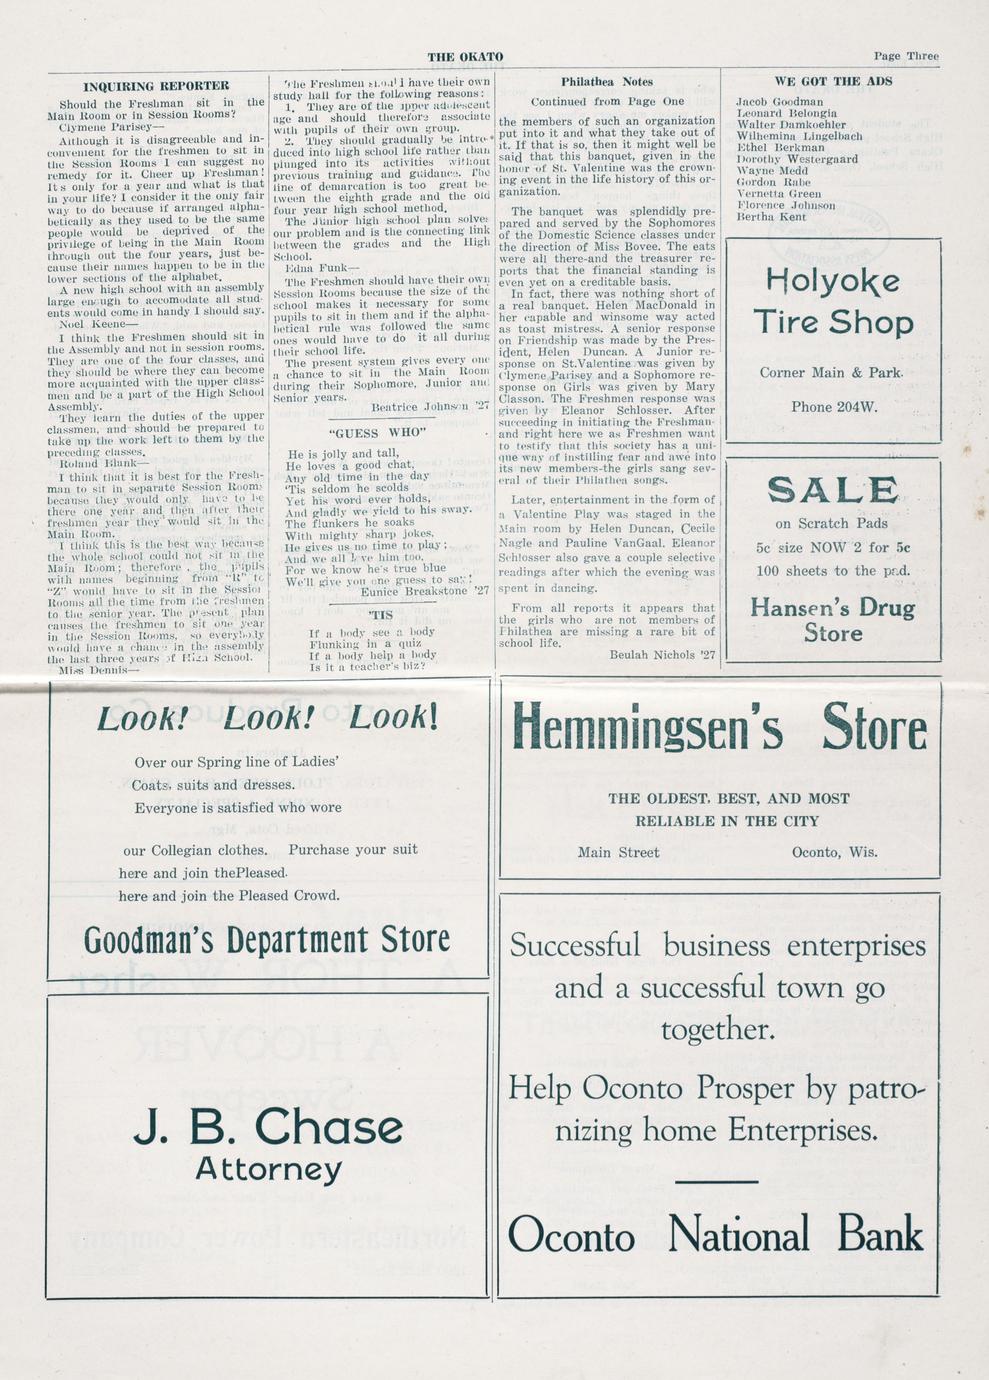 THE OKATO
Page Three
INQUIRING REPORTER
Should the Freshman sit in the
Main Room or in Session Rooms?
Clymene Parisey—
Although it is disagreeable and in-
convenient for the freshmen to sit in
the Session Rooms I can suggest no
remedy for it. Cheer up Freshman!
Its only for a year and what is that
in your life? I consider it the only fair
way to do because if arranged alpha-
betically as they used to be the same
people would be deprived of the
privilege of being in the Main Room
through out the four years, just be-
cause their names happen to be in the
lower sections of the alphabet.
A new high school with an assembly
large enough to accomodate all stud-
ents would come in handy I should say.
Noel Keene—
I think the Freshmen should sit in
the Assembly and not in session rooms.
They are one of the four classes, and
they should be where they can become
more acquainted with the upper class-
men and be a part of the High School
Assembly.
They learn the duties of the upper
classmen, and should be prepared to
take up the work left to them by the
preceding classes.
Roland Blank—
I think that it is best for the Fresh-
man to sit in separate Session Room
because they would only have to be
there one year and then after their
freshmen year they would sit in the
Main Room.
I think this is the best way because
the whole school could not sit in the
Main Room; therefore, the pupils
with names beginning from "R" to
"Z" would have to sit in the Session
Rooms all the time from the freshmen
to the senior year. The present plan
causes the freshmen to sit one year
in the Session Rooms, so everybody
would have a chance in the assembly
the last three years of High School.
Miss Dennis—
The Freshmen should have their own
study hall for the following reasons:
1. They are of the upper adolescent
age and should therefore associate
with pupils of their own group.
2. They should gradually be intro-
duced into high school life rather than
plunged into its activities without
previous training and guidance. The
line of demarcation is too great be-
tween the eighth grade and the old
four year high school method.
The Junior high school plan solves
our problem and is the connecting link
between the grades and the High
School.
Edna Funk—
The Freshmen should have their own
Session Rooms because the size of the
school makes it necessary for some
pupils to sit in them and if the alpha-
betical rule was followed the same
ones would have to do it all during
their school life.
The present system gives every one
a chance to sit in the Main Room
during their Sophomore, Junior and
Senior years.
Beatrice Johnson '27
"GUESS WHO"
He is jolly and tall,
He loves a good chat,
Any old time in the day
'Tis seldom he scolds
Yet his word ever holds,
And gladly we yield to his sway.
The flunkers he soaks
With mighty sharp jokes.
He gives us no time to play;
And we all love him too,
For we know he's true blue
We'll give you one guess to say!
Eunice Breakstone '27
'TIS
If a body see a body
Flunking in a quiz
If a body help a body
Is it a teacher's biz?
Philathea Notes
Continued from Page One
the members of such an organization
put into it and what they take out of
it. If that is so, then it might well be
said that this banquet, given in the
honor of St. Valentine was the crown-
ing event in the life history of this or-
ganization.
The banquet was splendidly pre-
pared and served by the Sophomores
of the Domestic Science classes under
the direction of Miss Bovee. The eats
were all there-and the treasurer re-
ports that the financial standing is
even yet on a creditable basis.
In fact, there was nothing short of
a real banquet. Helen MacDonald in
her capable and winsome way acted
as toast mistress. A senior response
on Friendship was made by the Pres-
ident, Helen Duncan. A Junior re-
sponse on St.Valentine was given by
Clymene Parisey and a Sophomore re-
sponse on Girls was given by Mary
Classon. The Freshmen response was
given by Eleanor Schlosser. After
succeeding in initiating the Freshman-
and right here we as Freshmen want
to testify that this society has a uni-
que way of instilling fear and awe into
its new members-the girls sang sev-
eral of their Philathea songs.
Later, entertainment in the form of
a Valentine Play was staged in the
Main room by Helen Duncan, Cecile
Nagle and Pauline VanGaal. Eleanor
Schlosser also gave a couple selective
readings after which the evening was
spent in dancing.
From all reports it appears that
the girls who are not members of
Philathea are missing a rare bit of
school life.
Beulah Nichols '27
WE GOT THE ADS
Jacob Goodman
Leonard Belongia
Walter Damkoehler
Wilhemina Lingelbach
Ethel Berkman
Dorothy Westergaard
Wayne Medd
Gordon Rabe
Vernetta Green
Florence Johnson
Bertha Kent
Holyoke
Tire Shop
Corner Main & Park.
Phone 204W.
SALE
on Scratch Pads
5c size NOW 2 for 5c
100 sheets to the pad.
Hansen's Drug
Store
Look! Look! Look!
Over our Spring line of Ladies'
Coats, suits and dresses.
Everyone is satisfied who wore
our Collegian clothes. Purchase your suit
here and join thePleased.
here and join the Pleased Crowd.
Goodman's Department Store
Hemmingsen's Store
THE OLDEST, BEST, AND MOST
RELIABLE IN THE CITY
Main Street Oconto, Wis.
J. B. Chase
Attorney
Successful business enterprises
and a successful town go
together.
Help Oconto Prosper by patro-
nizing home Enterprises.
Oconto National Bank